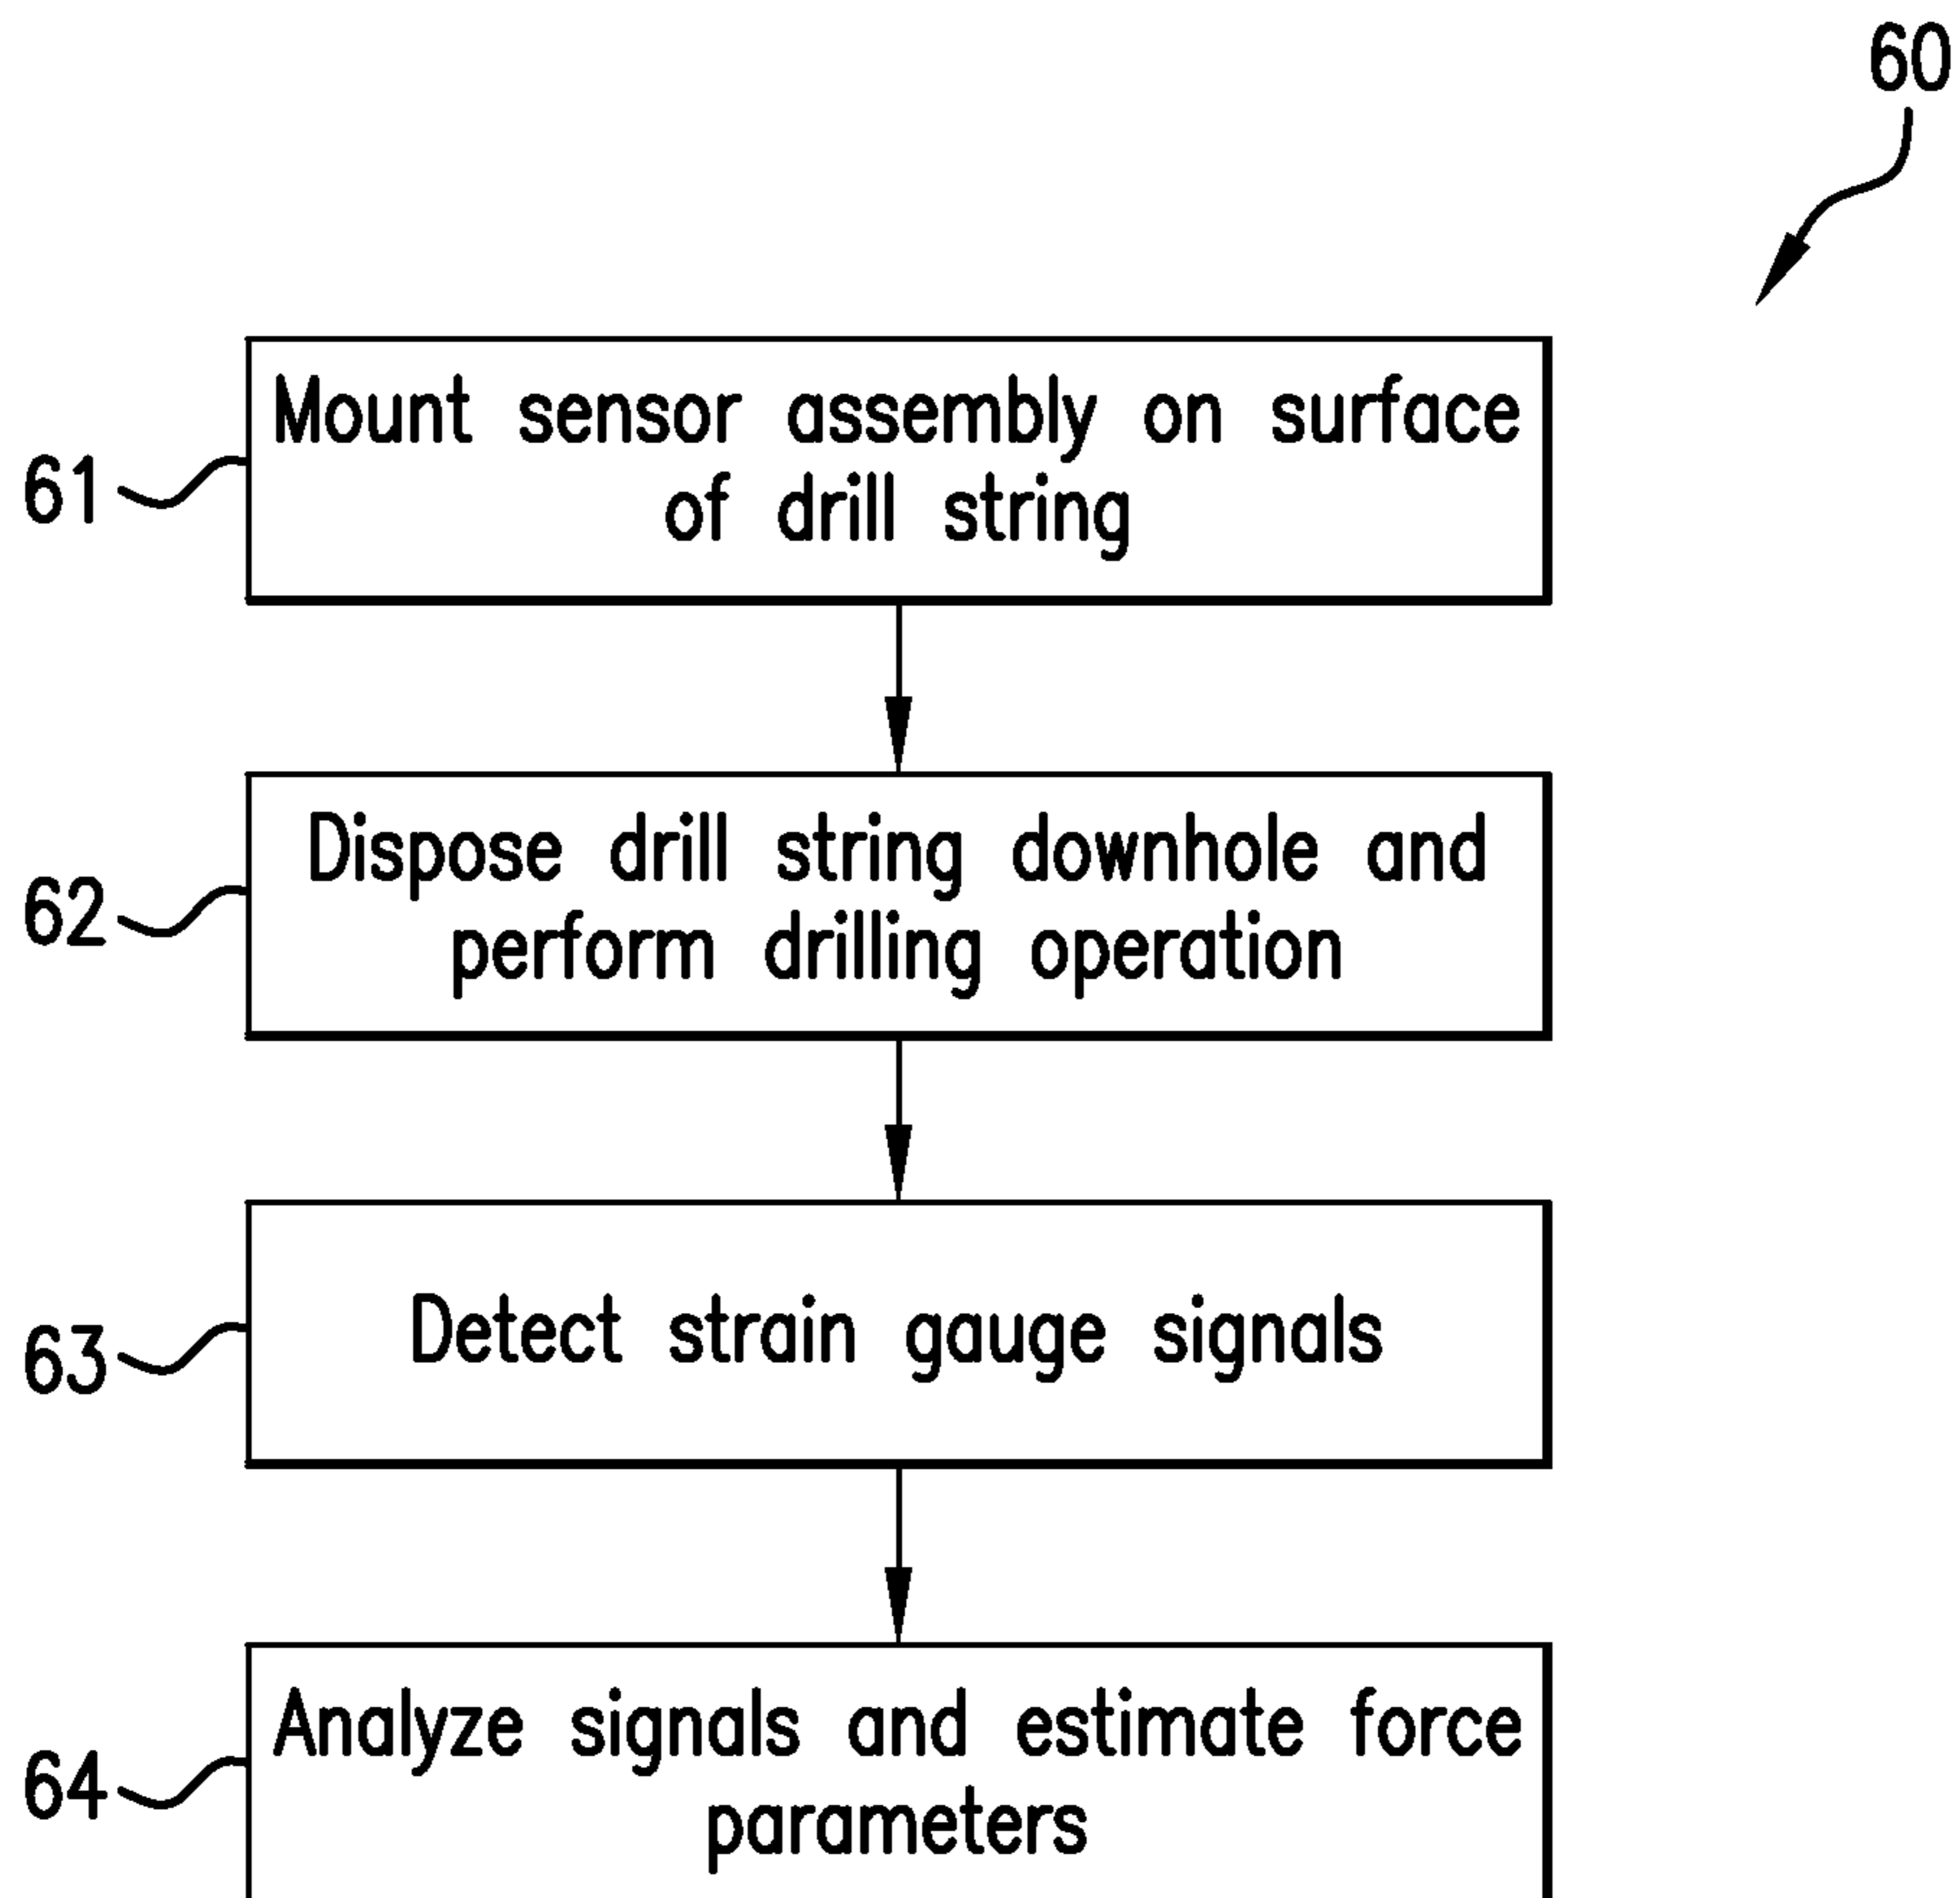 60
61
Mount sensor assembly on surface
of drill string
62
Dispose drill string downhole and
perform drilling operation
63
Detect strain gauge signals
64
Analyze signals and estimate force
parameters